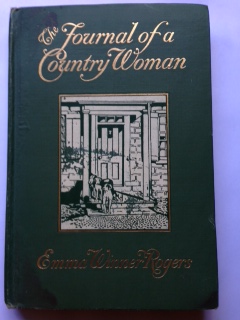 The Journal of a
Country Woman
Emma Winner Rogers